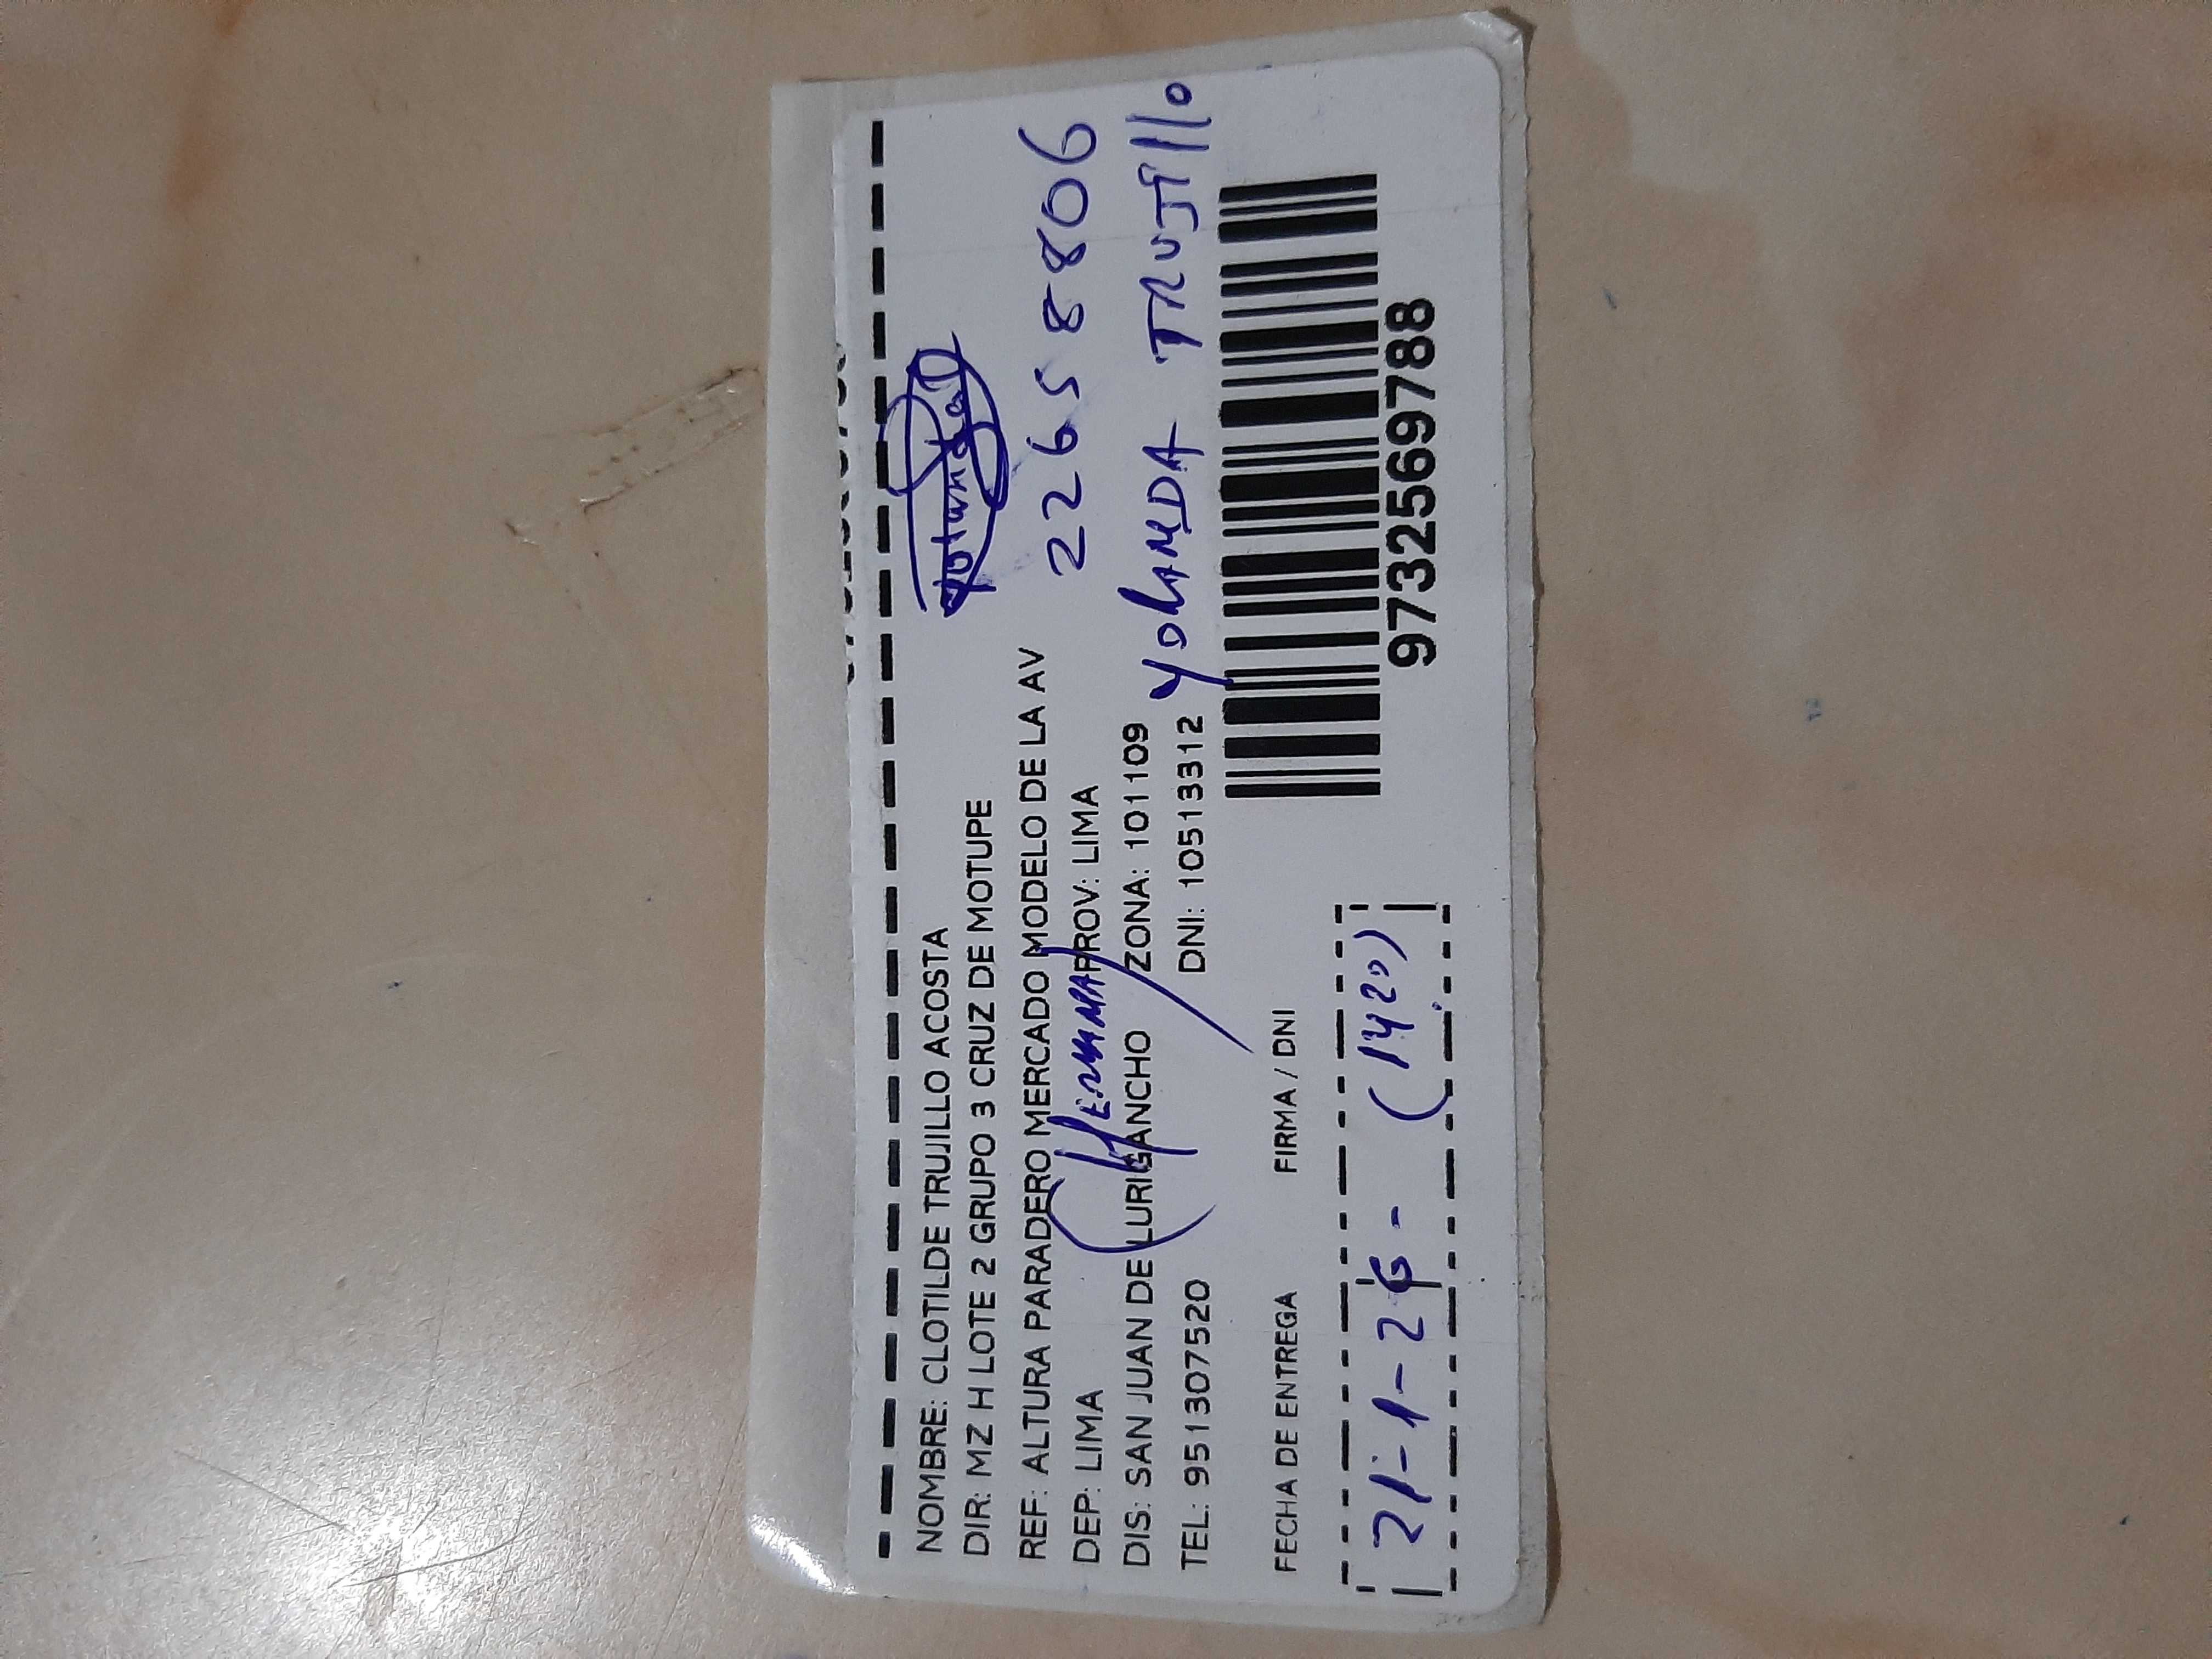 NOMBRE: CLOTILDE TRUJILLO ACOSTA
DIR: MZ H LOTE 2 GRUPO 3 CRUZ DE MOTUPE
REF: ALTURA PARADERO MERCADO MODELO DE LA AV
DEP: LIMA PROV: LIMA
22658806
(HERMANA)
DIS: SAN JUAN DE LURIGANCHO ZONA: 101109
YOLANDA TRUJILLO
TEL: 951307520 DNI: 10513312
FECHA DE ENTREGA FIRMA / DNI
21-1-26- (1420)
9732569788